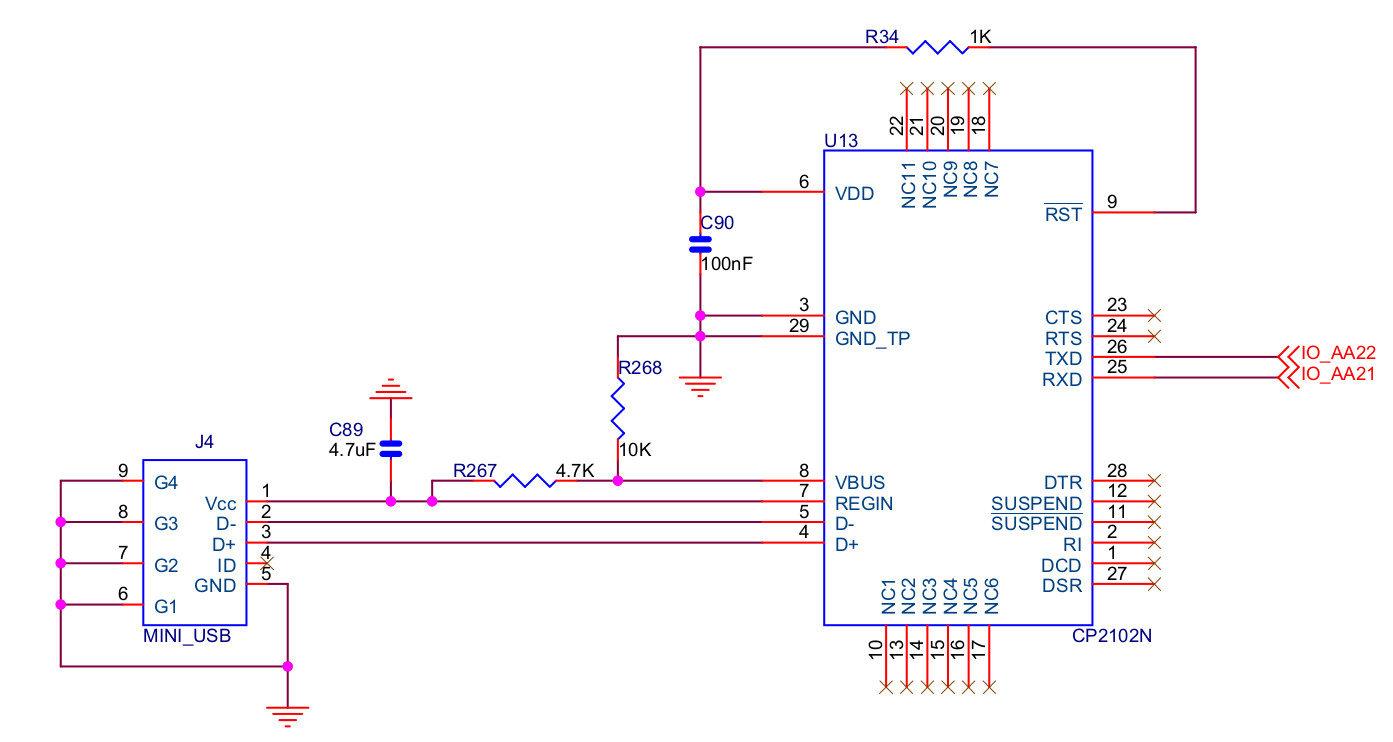 R34 1K
22 21 20 19 18
U13
NC11 NC10 NC9 NC8 NC7
6 VDD
RST 9
C90
100nF
3 GND
29 GND_TP
CTS 23
RTS 24
TXD 26 IO_AA22
RXD 25 IO_AA21
R268
10K
C89
4.7uF
R267 4.7K
8 VBUS
7 REGIN
5 D-
4 D+
DTR 28
SUSPEND 12
SUSPEND 11
RI 2
DCD 1
DSR 27
J4
9 G4
8 G3
7 G2
6 G1
Vcc 1
D- 2
D+ 3
ID 4
GND 5
MINI_USB
NC1 NC2 NC3 NC4 NC5 NC6
CP2102N
10 13 14 15 16 17